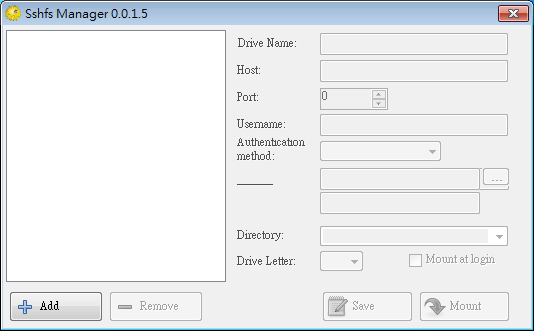 Sshfs Manager 0.0.1.5
Drive Name:
Host:
Port:
0
Username:
Authentication
method:
...
Directory:
Drive Letter:
Mount at login
Add
Remove
Save
Mount